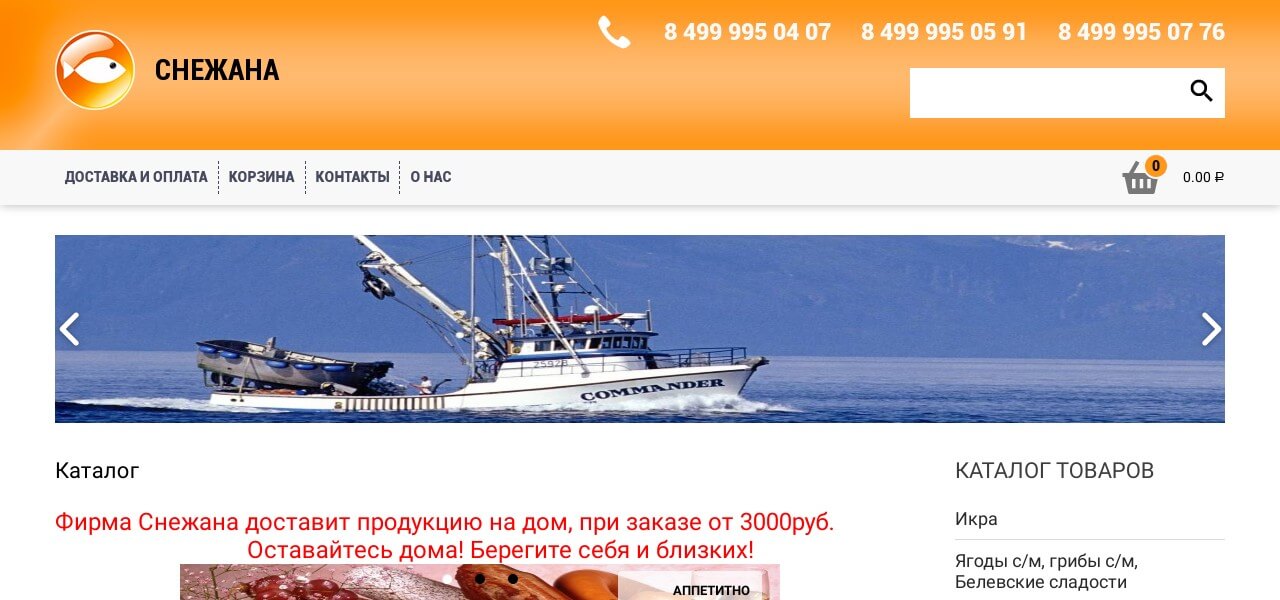 8 499 995 04 07 8 499 995 05 91 8 499 995 07 76
СНЕЖАНА
ДОСТАВКА И ОПЛАТА КОРЗИНА КОНТАКТЫ О НАС
0 0.00 ₽
25928
COMMANDER
Каталог
Фирма Снежана доставит продукцию на дом, при заказе от 3000руб.
Оставайтесь дома! Берегите себя и близких!
АППЕТИТНО
КАТАЛОГ ТОВАРОВ
Икра
Ягоды с/м, грибы с/м,
Белевские сладости